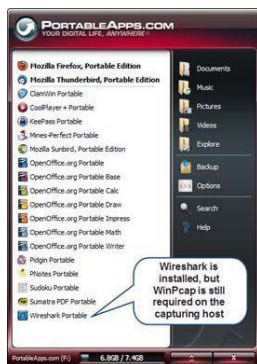 PORTABLEAPPS.COM
YOUR DIGITAL LIFE, ANYWHERE®
Mozilla Firefox, Portable Edition
Mozilla Thunderbird, Portable Edition
ClamWin Portable
CoolPlayer+ Portable
KeePass Portable
Mines-Perfect Portable
Mozilla Sunbird, Portable Edition
OpenOffice.org Portable
OpenOffice.org Portable Base
OpenOffice.org Portable Calc
OpenOffice.org Portable Draw
OpenOffice.org Portable Impress
OpenOffice.org Portable Math
OpenOffice.org Portable Writer
Pidgin Portable
PNotes Portable
Sudoku Portable
Sumatra PDF Portable
Wireshark Portable
Documents
Music
Pictures
Videos
Explore
Backup
Options
Search
Help
Wireshark is
installed, but
WinPcap is still
required on the
capturing host
PortableApps.com (F:)
6.8GB / 7.4GB
X